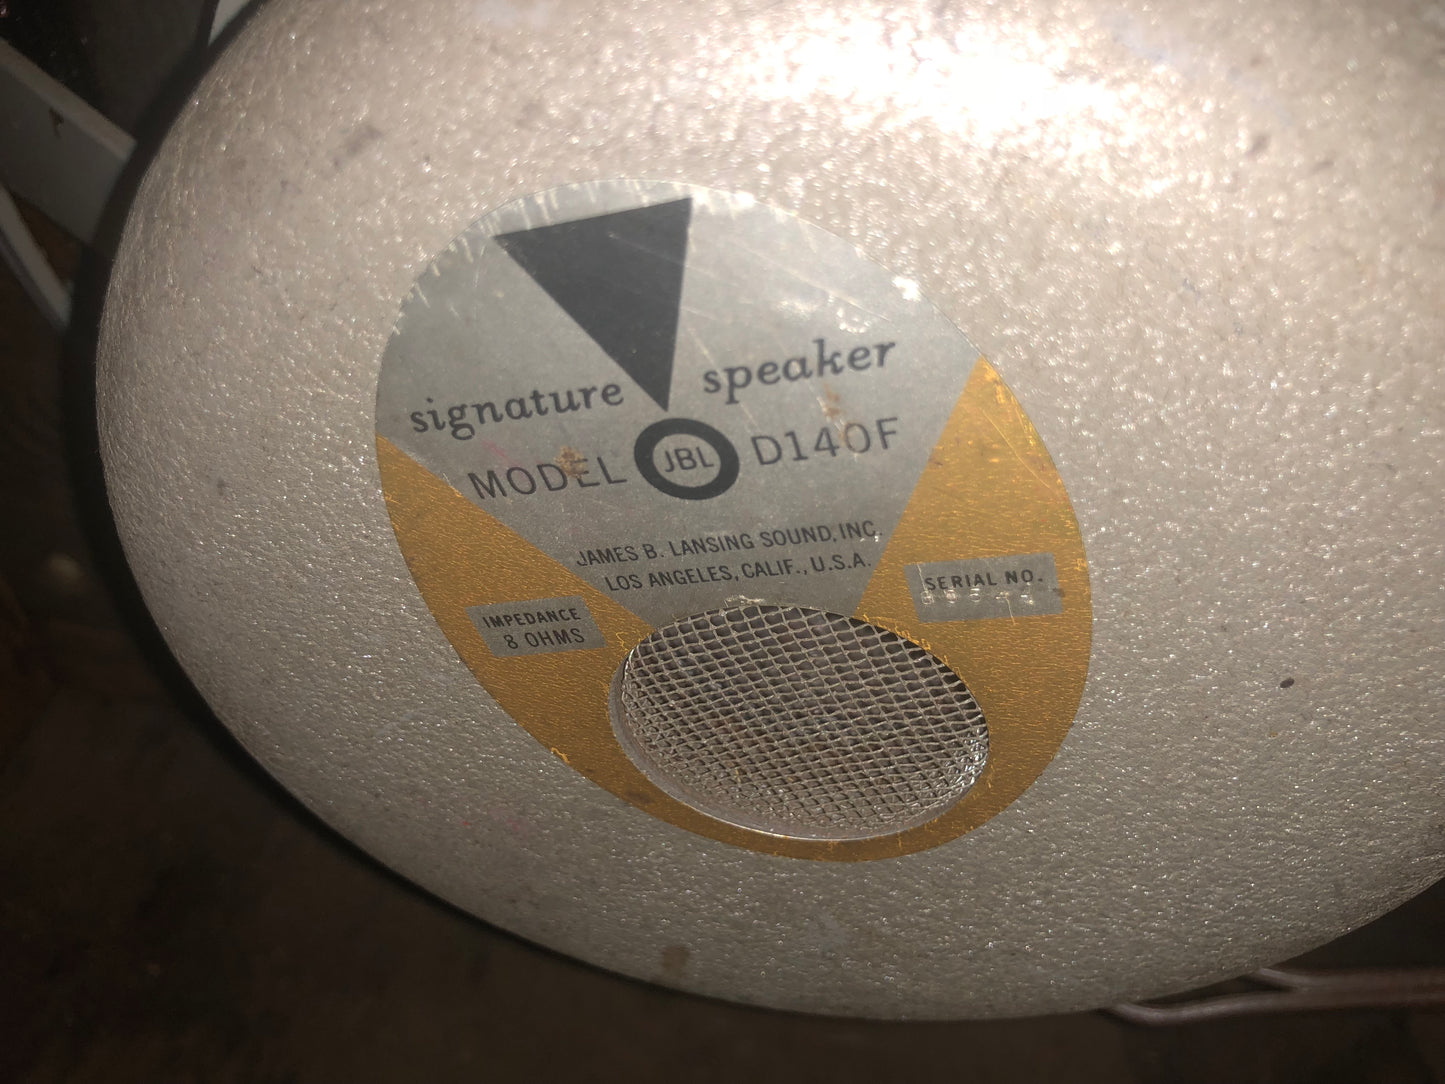 signature speaker
MODEL JBL D140F
JAMES B. LANSING SOUND, INC.
LOS ANGELES, CALIF., U.S.A.
IMPEDANCE
8 OHMS
SERIAL NO.